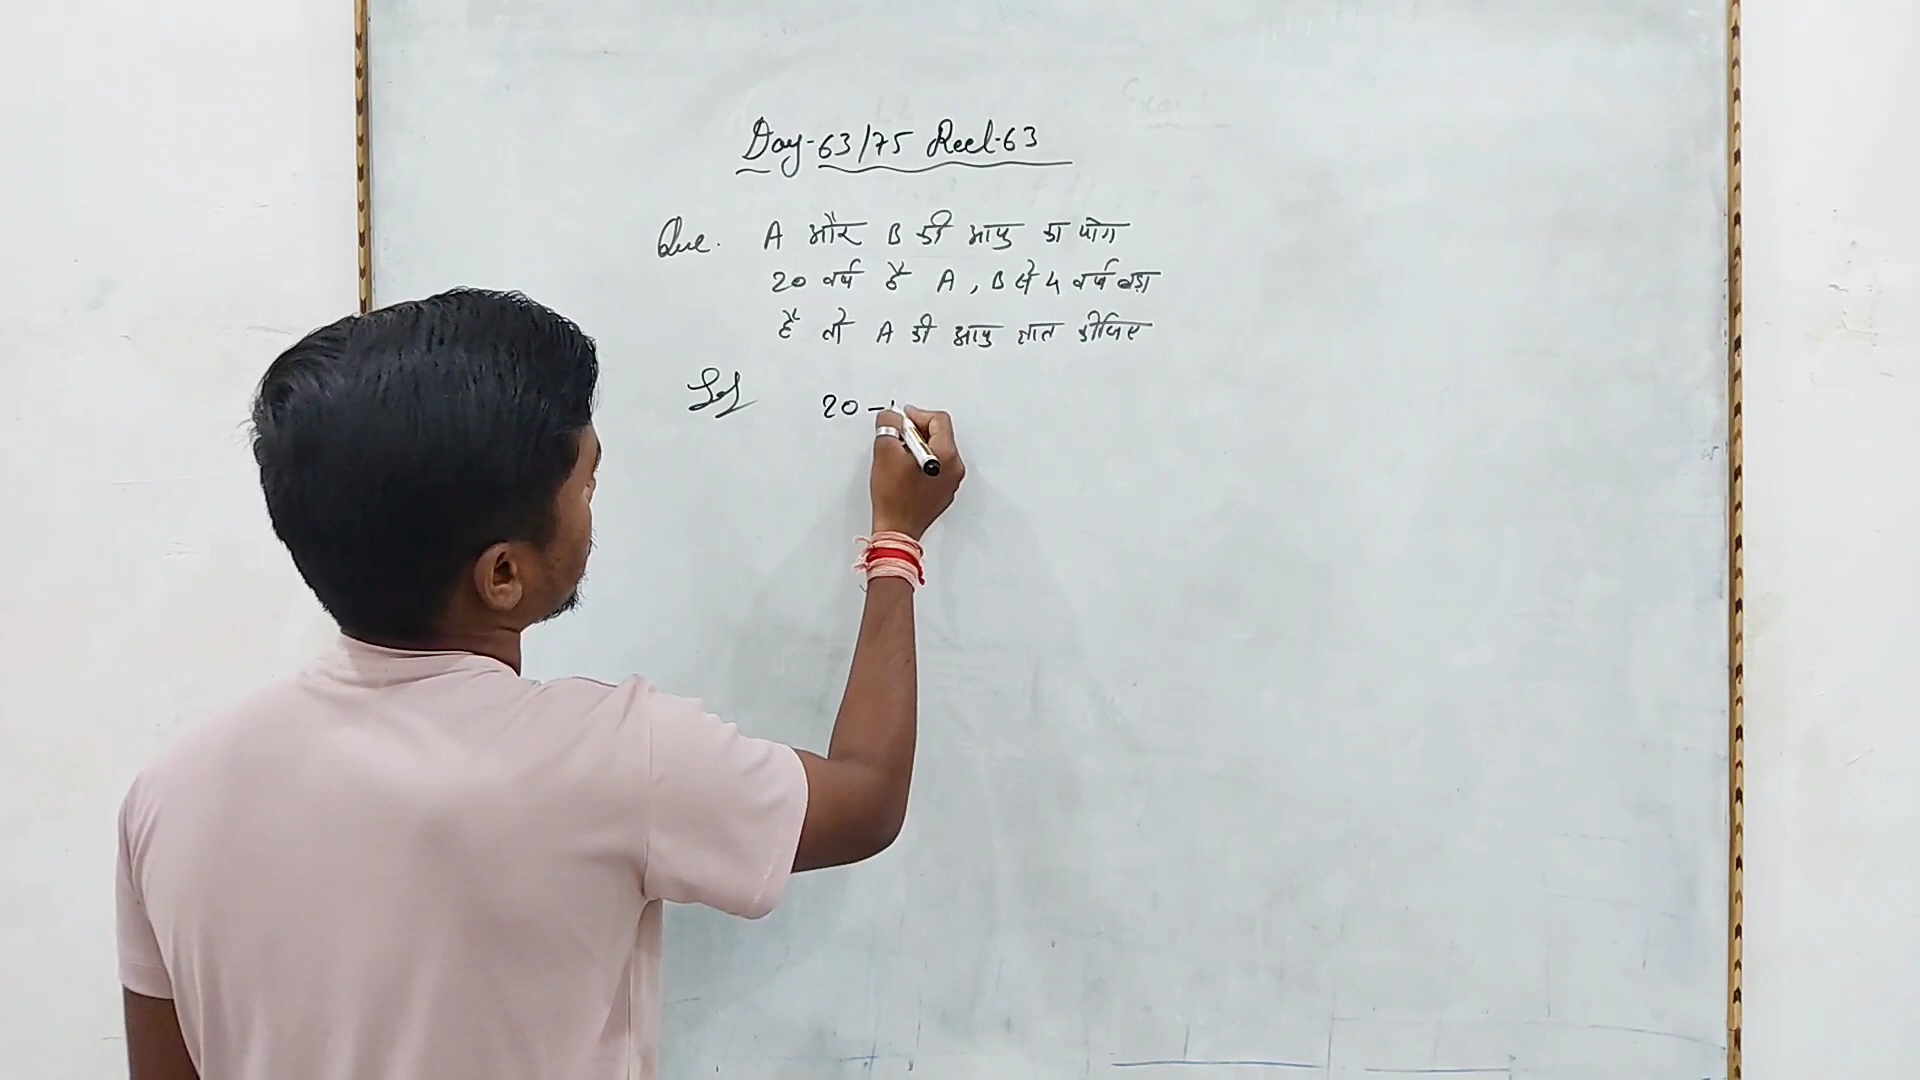 Day-63/75 Reel-63
Que. A और B की आयु का योग
20 वर्ष है A, B से 4 वर्ष बड़ा
है तो A की आयु ज्ञात कीजिए
Sol 20 -